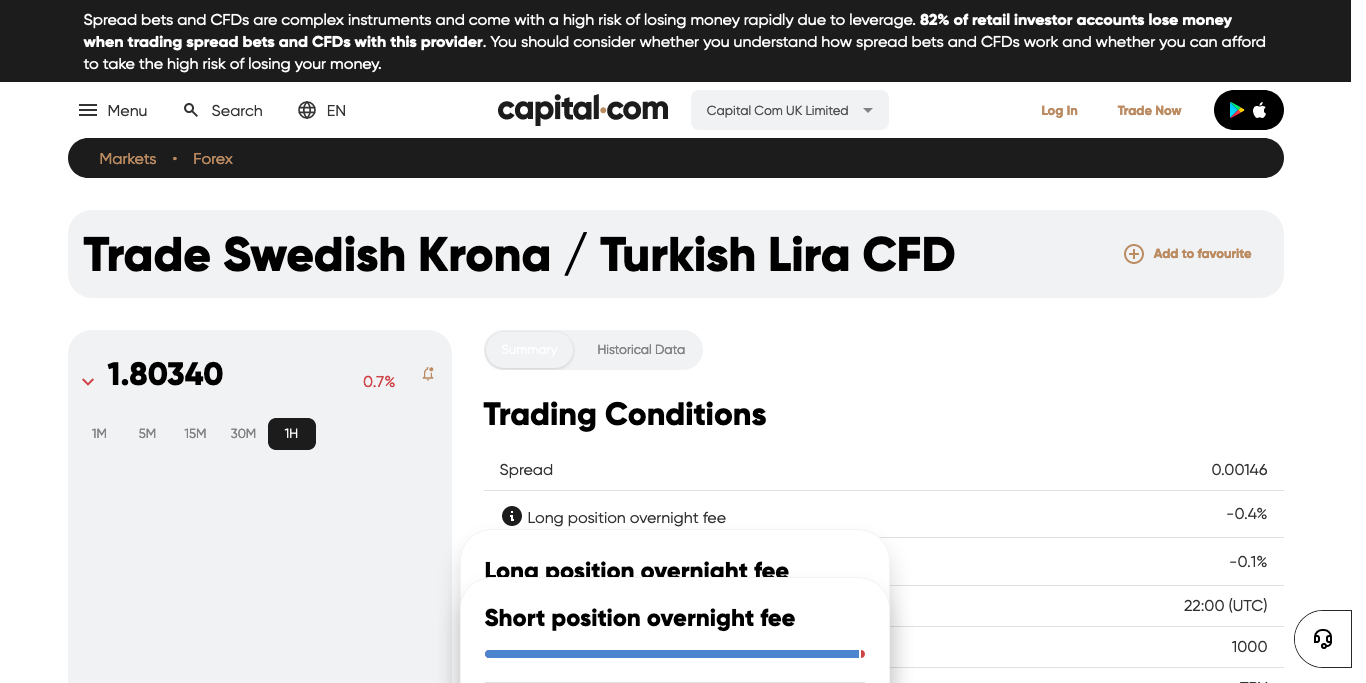 Spread bets and CFDs are complex instruments and come with a high risk of losing money rapidly due to leverage. 82% of retail investor accounts lose money
when trading spread bets and CFDs with this provider. You should consider whether you understand how spread bets and CFDs work and whether you can afford
to take the high risk of losing your money.
Menu Search EN capital.com Capital Com UK Limited Log In Trade Now
Markets • Forex
Trade Swedish Krona / Turkish Lira CFD Add to favourite
1.80340 0.7%
1M 5M 15M 30M 1H
Summary Historical Data
Trading Conditions
Spread 0.00146
Long position overnight fee -0.4%
-0.1%
22:00 (UTC)
1000
Long position overnight fee
Short position overnight fee